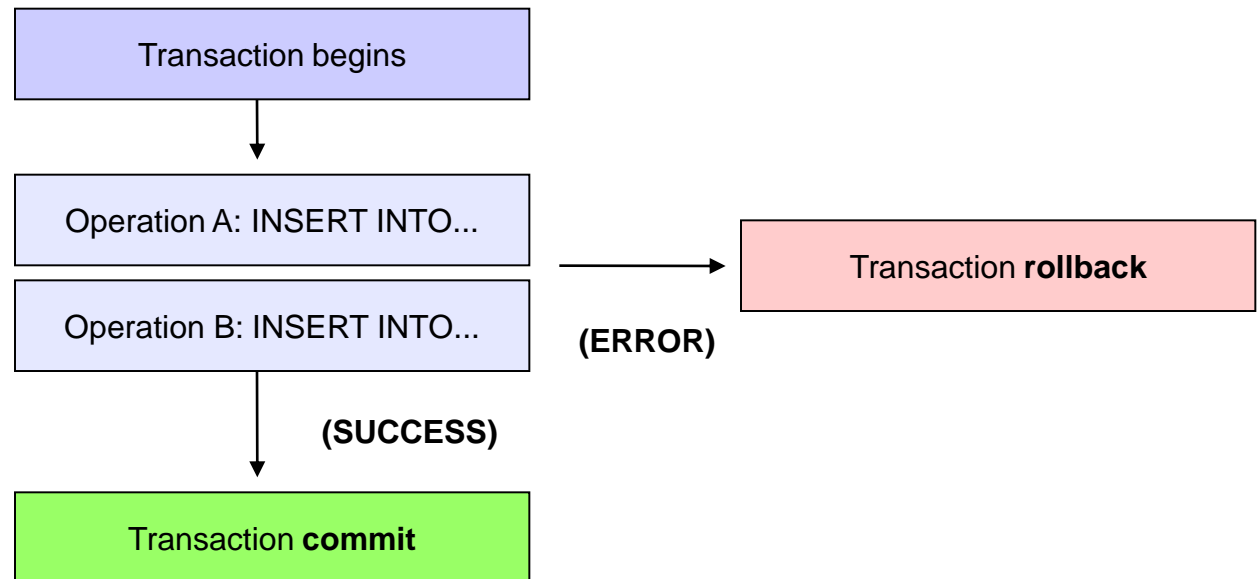 Transaction begins
Operation A: INSERT INTO...
Operation B: INSERT INTO...
Transaction rollback
(ERROR)
(SUCCESS)
Transaction commit